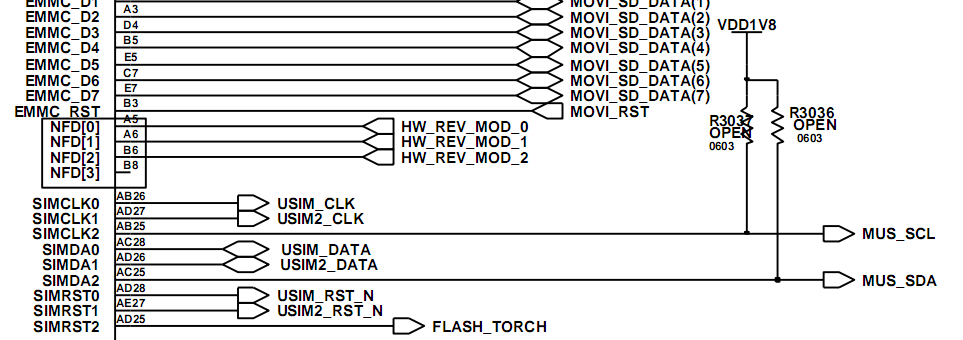 EMMC_D1 MOVI_SD_DATA(1)
EMMC_D2 A3 MOVI_SD_DATA(2)
EMMC_D3 D4 MOVI_SD_DATA(3) VDD1V8
EMMC_D4 B5 MOVI_SD_DATA(4)
EMMC_D5 E5 MOVI_SD_DATA(5)
EMMC_D6 C7 MOVI_SD_DATA(6)
EMMC_D7 E7 MOVI_SD_DATA(7)
EMMC_RST B3 MOVI_RST
R3037 R3036
OPEN OPEN
0603 0603
NFD[0] A5 HW_REV_MOD_0
NFD[1] A6 HW_REV_MOD_1
NFD[2] B6 HW_REV_MOD_2
NFD[3] B8
SIMCLK0 AB26 USIM_CLK
SIMCLK1 AD27 USIM2_CLK
SIMCLK2 AB25 MUS_SCL
SIMDA0 AC28 USIM_DATA
SIMDA1 AD26 USIM2_DATA
SIMDA2 AC25 MUS_SDA
SIMRST0 AD28 USIM_RST_N
SIMRST1 AE27 USIM2_RST_N
SIMRST2 AD25 FLASH_TORCH